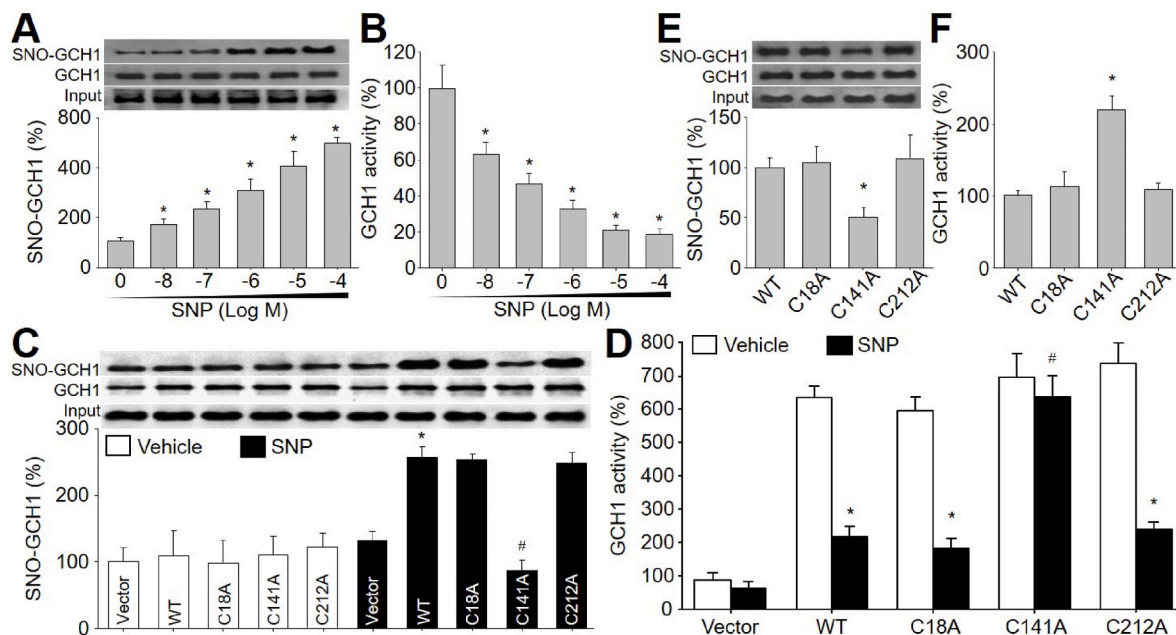 A
SNO-GCH1
GCH1
Input
SNO-GCH1 (%)
800
400
200
0
* * * * *
0 -8 -7 -6 -5 -4
SNP (Log M)
B
GCH1 activity (%)
120
100
80
60
40
20
0
* * * * *
0 -8 -7 -6 -5 -4
SNP (Log M)
E
SNO-GCH1
GCH1
Input
SNO-GCH1 (%)
100
50
0
*
WT C18A C141A C212A
F
GCH1 activity (%)
300
200
100
0
*
WT C18A C141A C212A
C
SNO-GCH1
GCH1
Input
SNO-GCH1 (%)
300
200
100
0
Vehicle SNP
* #
Vector WT C18A C141A C212A Vector WT C18A C141A C212A
D
Vehicle SNP
GCH1 activity (%)
800
700
600
500
400
300
200
100
0
* * # *
Vector WT C18A C141A C212A